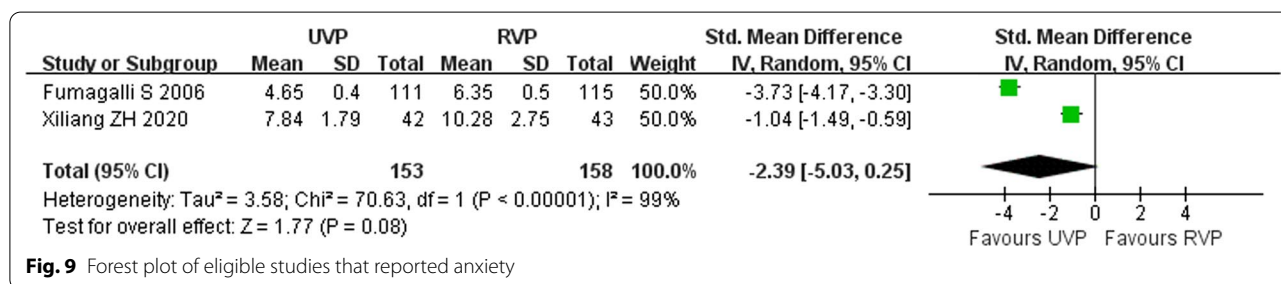 UVP RVP Std. Mean Difference Std. Mean Difference
Study or Subgroup Mean SD Total Mean SD Total Weight IV, Random, 95% CI IV, Random, 95% CI
Fumagalli S 2006 4.65 0.4 111 6.35 0.5 115 50.0% -3.73 [-4.17, -3.30]
Xiliang ZH 2020 7.84 1.79 42 10.28 2.75 43 50.0% -1.04 [-1.49, -0.59]
Total (95% CI) 153 158 100.0% -2.39 [-5.03, 0.25]
Heterogeneity: Tau² = 3.58; Chi² = 70.63, df = 1 (P < 0.00001); I² = 99%
Test for overall effect: Z = 1.77 (P = 0.08)
-4 -2 0 2 4
Favours UVP Favours RVP
Fig. 9 Forest plot of eligible studies that reported anxiety